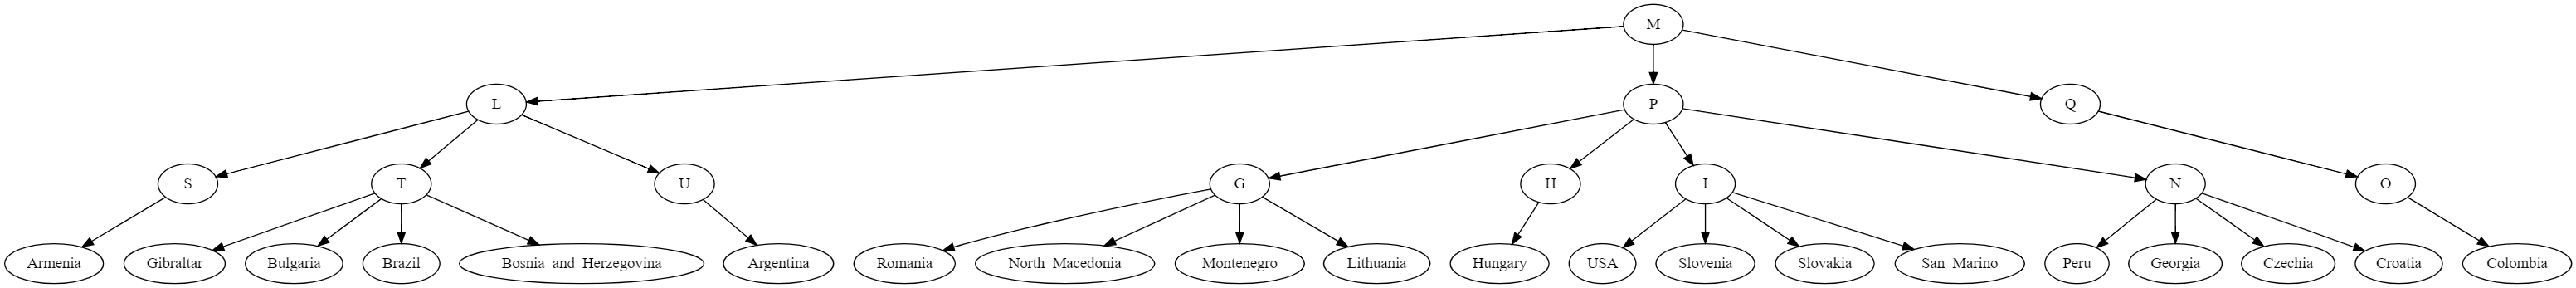 M
L P Q
S T U G H I N O
Armenia Gibraltar Bulgaria Brazil Bosnia_and_Herzegovina Argentina Romania North_Macedonia Montenegro Lithuania Hungary USA Slovenia Slovakia San_Marino Peru Georgia Czechia Croatia Colombia